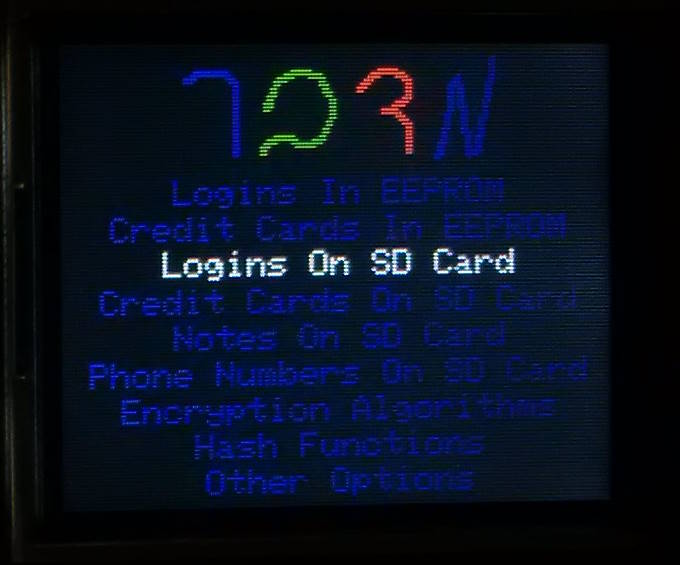 Logins In EEPROM
Credit Cards In EEPROM
Logins On SD Card
Credit Cards On SD Card
Notes On SD Card
Phone Numbers On SD Card
Encryption Algorithms
Hash Functions
Other Options